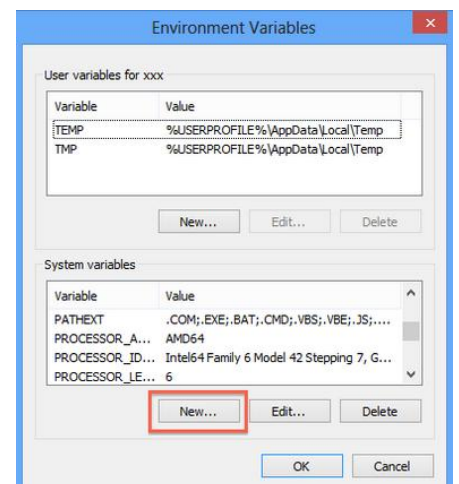 Environment Variables
User variables for xxx
Variable Value
TEMP %USERPROFILE%\AppData\Local\Temp
TMP %USERPROFILE%\AppData\Local\Temp
New... Edit... Delete
System variables
Variable Value
PATHEXT .COM;.EXE;.BAT;.CMD;.VBS;.VBE;.JS;....
PROCESSOR_A... AMD64
PROCESSOR_ID... Intel64 Family 6 Model 42 Stepping 7, G...
PROCESSOR_LE... 6
New... Edit... Delete
OK Cancel